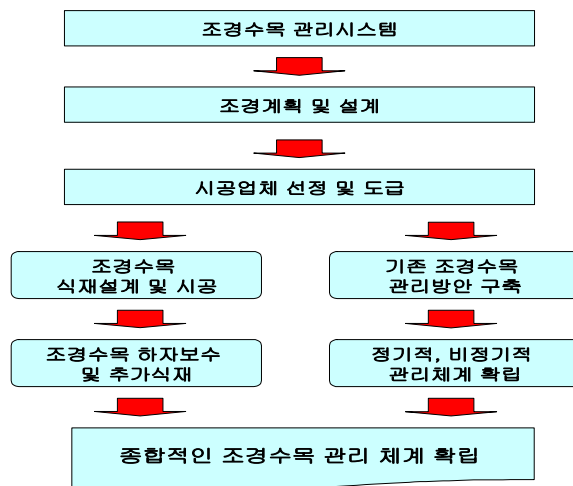 조경수목 관리시스템
조경계획 및 설계
시공업체 선정 및 도급
조경수목
식재설계 및 시공
기존 조경수목
관리방안 구축
조경수목 하자보수
및 추가식재
정기적, 비정기적
관리체계 확립
종합적인 조경수목 관리 체계 확립